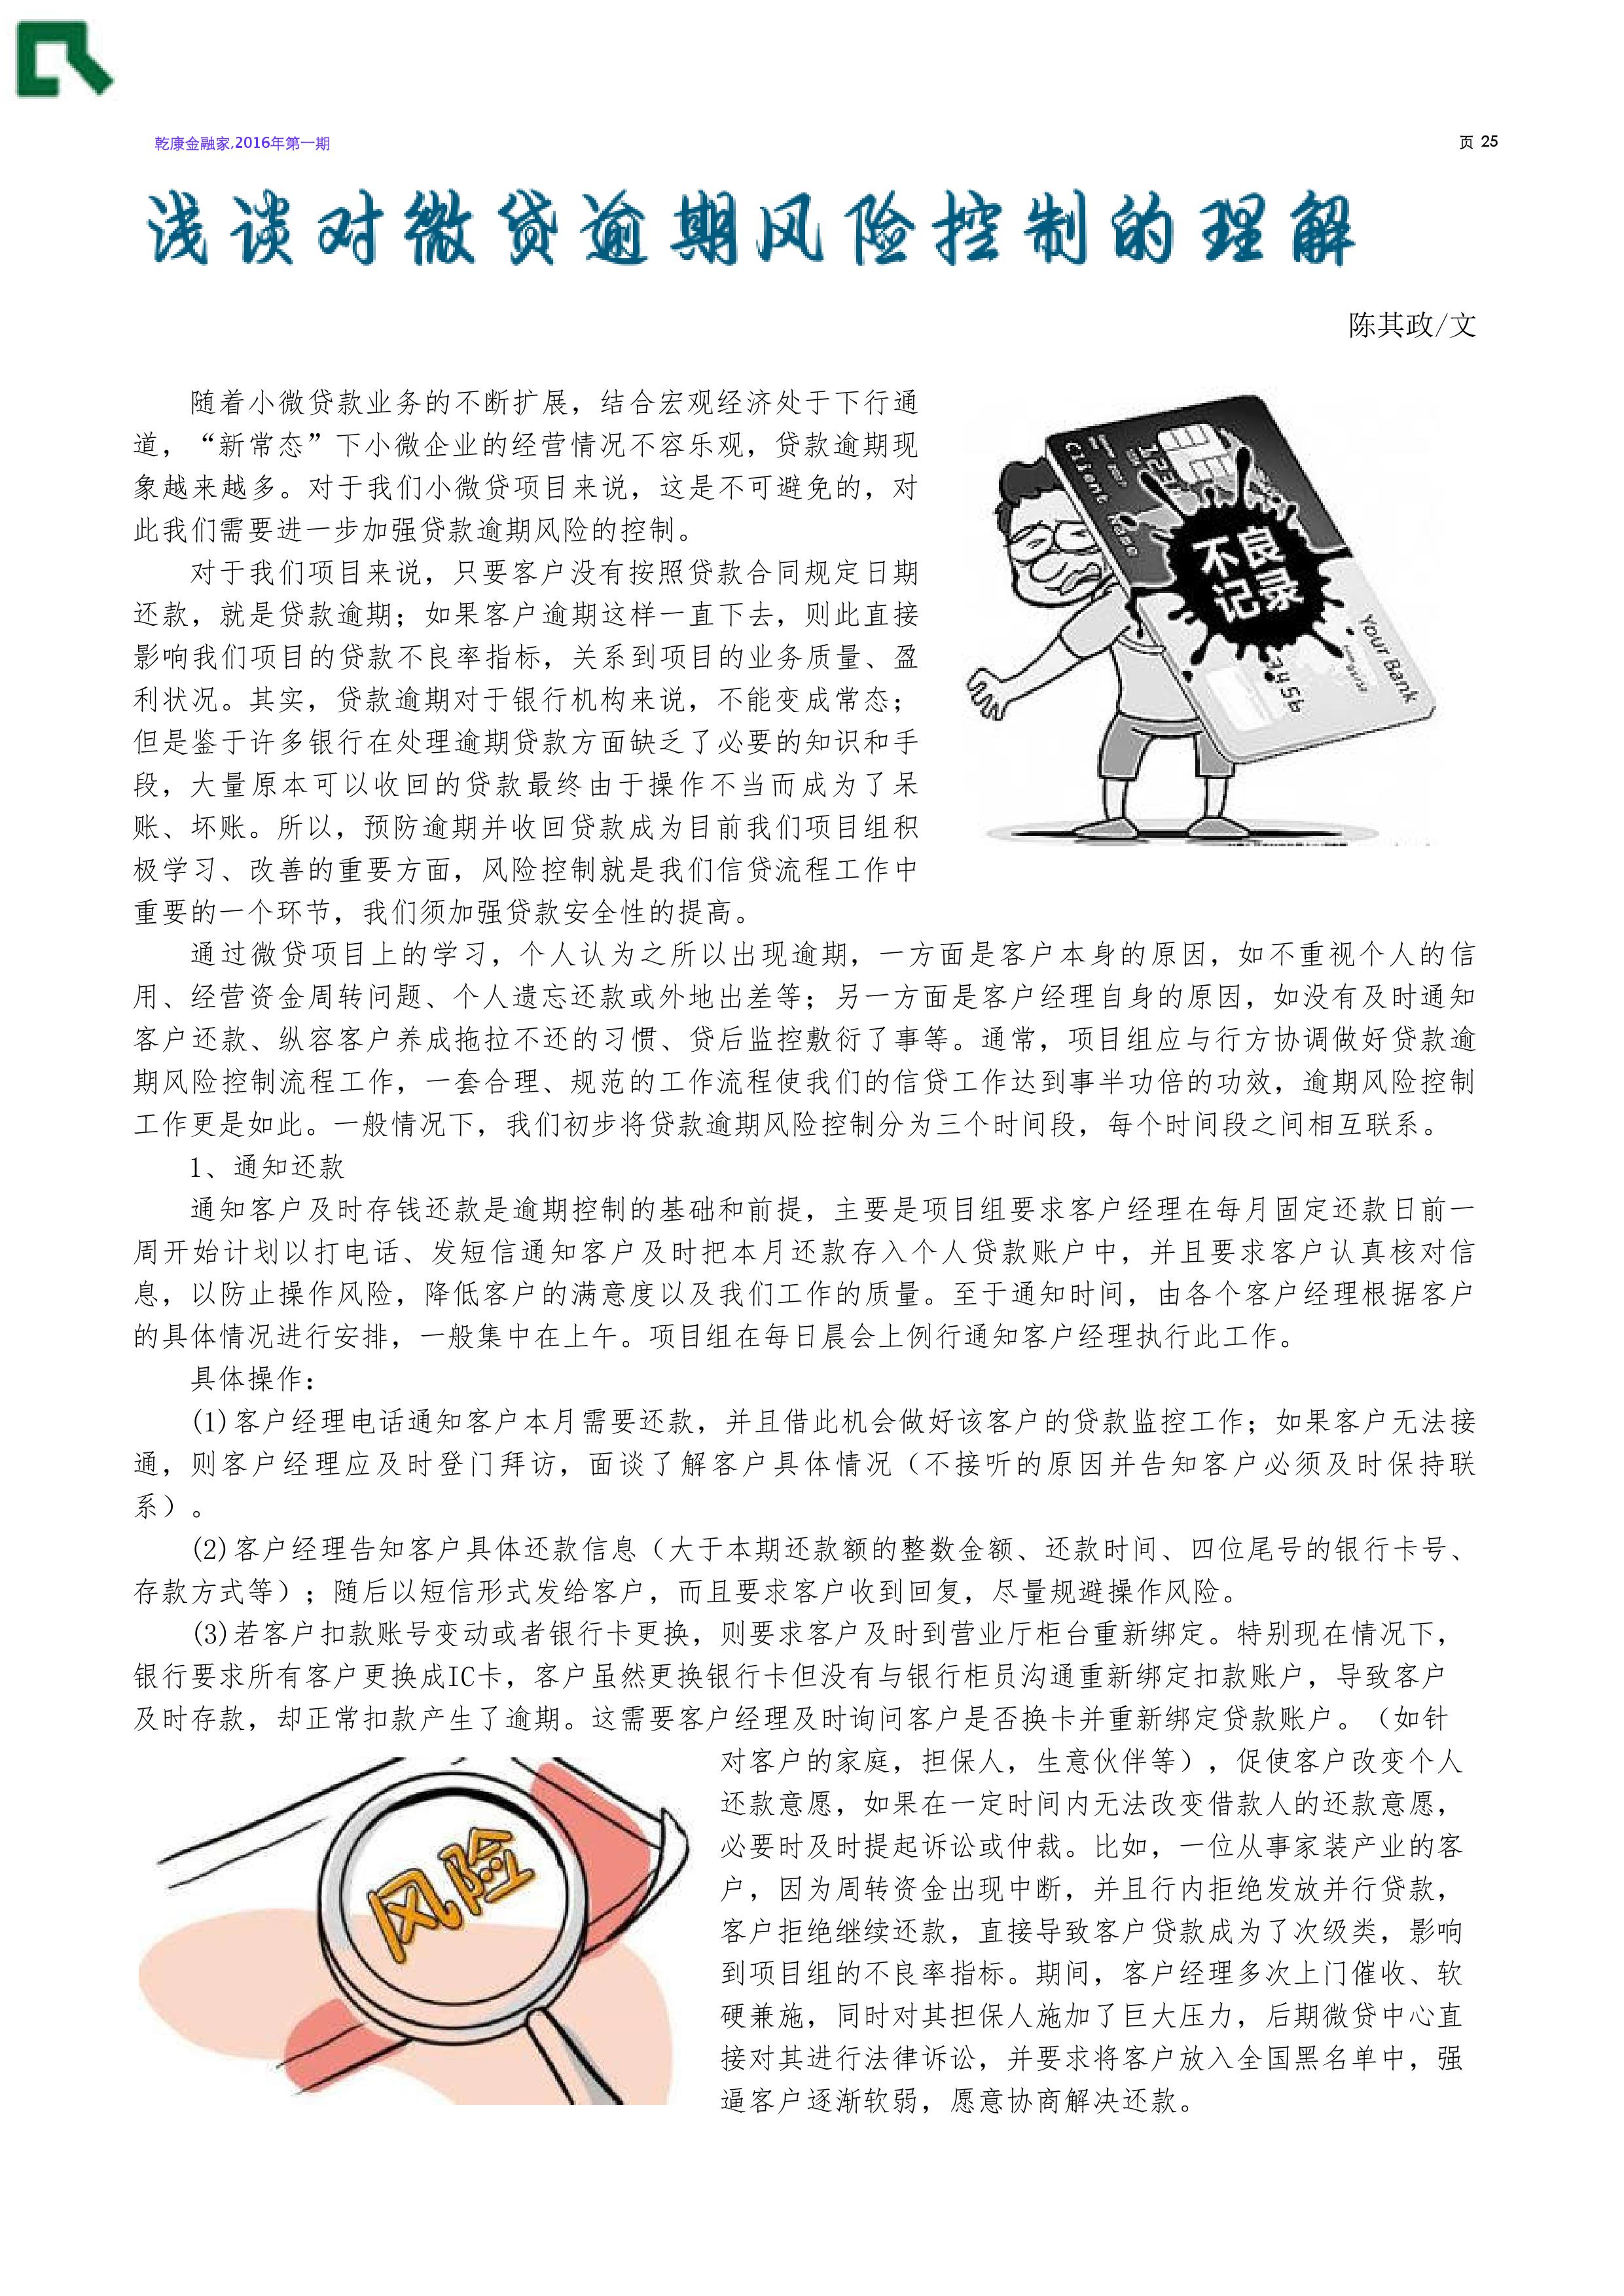 乾康金融家,2016年第一期
页 25
浅谈对微贷逾期风险控制的理解
陈其政/文
随着小微贷款业务的不断扩展，结合宏观经济处于下行通
道，“新常态”下小微企业的经营情况不容乐观，贷款逾期现
象越来越多。对于我们小微贷项目来说，这是不可避免的，对
此我们需要进一步加强贷款逾期风险的控制。
对于我们项目来说，只要客户没有按照贷款合同规定日期
还款，就是贷款逾期；如果客户逾期这样一直下去，则此直接
影响我们项目的贷款不良率指标，关系到项目的业务质量、盈
利状况。其实，贷款逾期对于银行机构来说，不能变成常态；
但是鉴于许多银行在处理逾期贷款方面缺乏了必要的知识和手
段，大量原本可以收回的贷款最终由于操作不当而成为了呆
账、坏账。所以，预防逾期并收回贷款成为目前我们项目组积
极学习、改善的重要方面，风险控制就是我们信贷流程工作中
重要的一个环节，我们须加强贷款安全性的提高。
Client Name
1234
不良
记录
3456
Your Bank
通过微贷项目上的学习，个人认为之所以出现逾期，一方面是客户本身的原因，如不重视个人的信
用、经营资金周转问题、个人遗忘还款或外地出差等；另一方面是客户经理自身的原因，如没有及时通知
客户还款、纵容客户养成拖拉不还的习惯、贷后监控敷衍了事等。通常，项目组应与行方协调做好贷款逾
期风险控制流程工作，一套合理、规范的工作流程使我们的信贷工作达到事半功倍的功效，逾期风险控制
工作更是如此。一般情况下，我们初步将贷款逾期风险控制分为三个时间段，每个时间段之间相互联系。
1、通知还款
通知客户及时存钱还款是逾期控制的基础和前提，主要是项目组要求客户经理在每月固定还款日前一
周开始计划以打电话、发短信通知客户及时把本月还款存入个人贷款账户中，并且要求客户认真核对信
息，以防止操作风险，降低客户的满意度以及我们工作的质量。至于通知时间，由各个客户经理根据客户
的具体情况进行安排，一般集中在上午。项目组在每日晨会上例行通知客户经理执行此工作。
具体操作：
(1)客户经理电话通知客户本月需要还款，并且借此机会做好该客户的贷款监控工作；如果客户无法接
通，则客户经理应及时登门拜访，面谈了解客户具体情况（不接听的原因并告知客户必须及时保持联
系）。
(2)客户经理告知客户具体还款信息（大于本期还款额的整数金额、还款时间、四位尾号的银行卡号、
存款方式等）；随后以短信形式发给客户，而且要求客户收到回复，尽量规避操作风险。
(3)若客户扣款账号变动或者银行卡更换，则要求客户及时到营业厅柜台重新绑定。特别现在情况下，
银行要求所有客户更换成IC卡，客户虽然更换银行卡但没有与银行柜员沟通重新绑定扣款账户，导致客户
及时存款，却正常扣款产生了逾期。这需要客户经理及时询问客户是否换卡并重新绑定贷款账户。（如针
对客户的家庭，担保人，生意伙伴等），促使客户改变个人
还款意愿，如果在一定时间内无法改变借款人的还款意愿，
必要时及时提起诉讼或仲裁。比如，一位从事家装产业的客
户，因为周转资金出现中断，并且行内拒绝发放并行贷款，
客户拒绝继续还款，直接导致客户贷款成为了次级类，影响
到项目组的不良率指标。期间，客户经理多次上门催收、软
硬兼施，同时对其担保人施加了巨大压力，后期微贷中心直
接对其进行法律诉讼，并要求将客户放入全国黑名单中，强
逼客户逐渐软弱，愿意协商解决还款。
风险